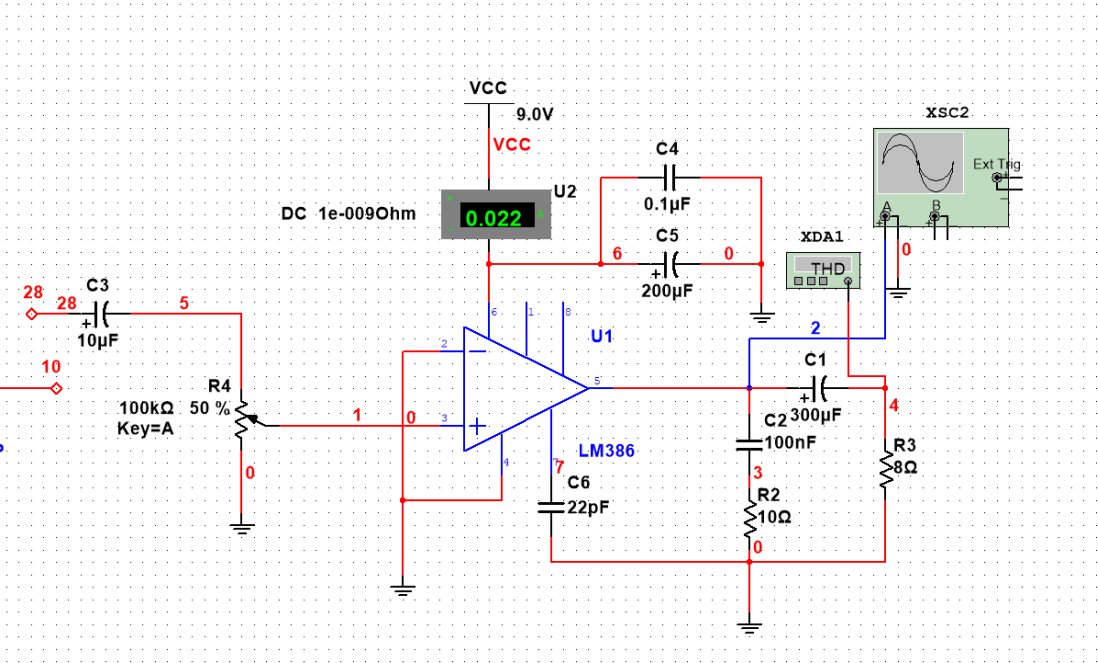 VCC
9.0V
VCC
U2
DC 1e-009Ohm
0.022
A
C4
0.1µF
C5
6
0
+
200µF
XSC2
Ext Trig
+
A
B
+
0
XDA1
THD
28
28
C3
5
+
10µF
10
R4
100kΩ
50 %
Key=A
0
1
0
2
3
6
1
8
5
4
7
U1
LM386
7
C6
22pF
2
C1
+
300µF
4
C2
100nF
3
R2
10Ω
0
R3
8Ω